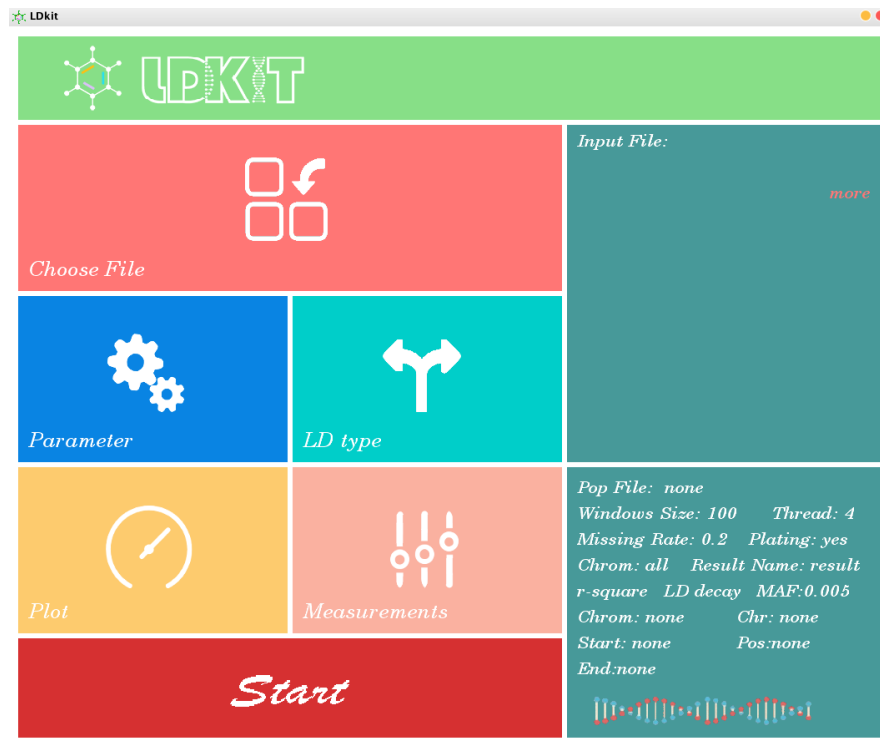 LDkit
LDKIT
Choose File
Parameter
LD type
Plot
Measurements
Start
Input File:
more
Pop File: none
Windows Size: 100 Thread: 4
Missing Rate: 0.2 Plating: yes
Chrom: all Result Name: result
r-square LD decay MAF:0.005
Chrom: none Chr: none
Start: none Pos:none
End:none